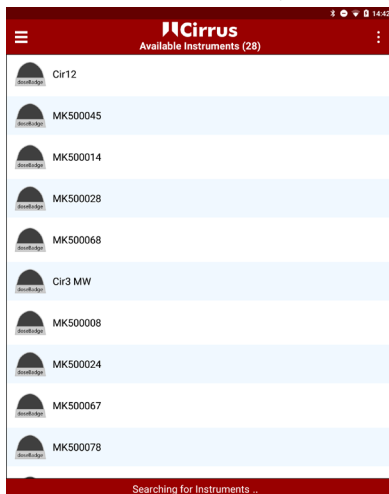 14:42
Cirrus
Available Instruments (28)
doseBadge
Cir12
doseBadge
MK500045
doseBadge
MK500014
doseBadge
MK500028
doseBadge
MK500068
doseBadge
Cir3 MW
doseBadge
MK500008
doseBadge
MK500024
doseBadge
MK500067
doseBadge
MK500078
Searching for Instruments ..